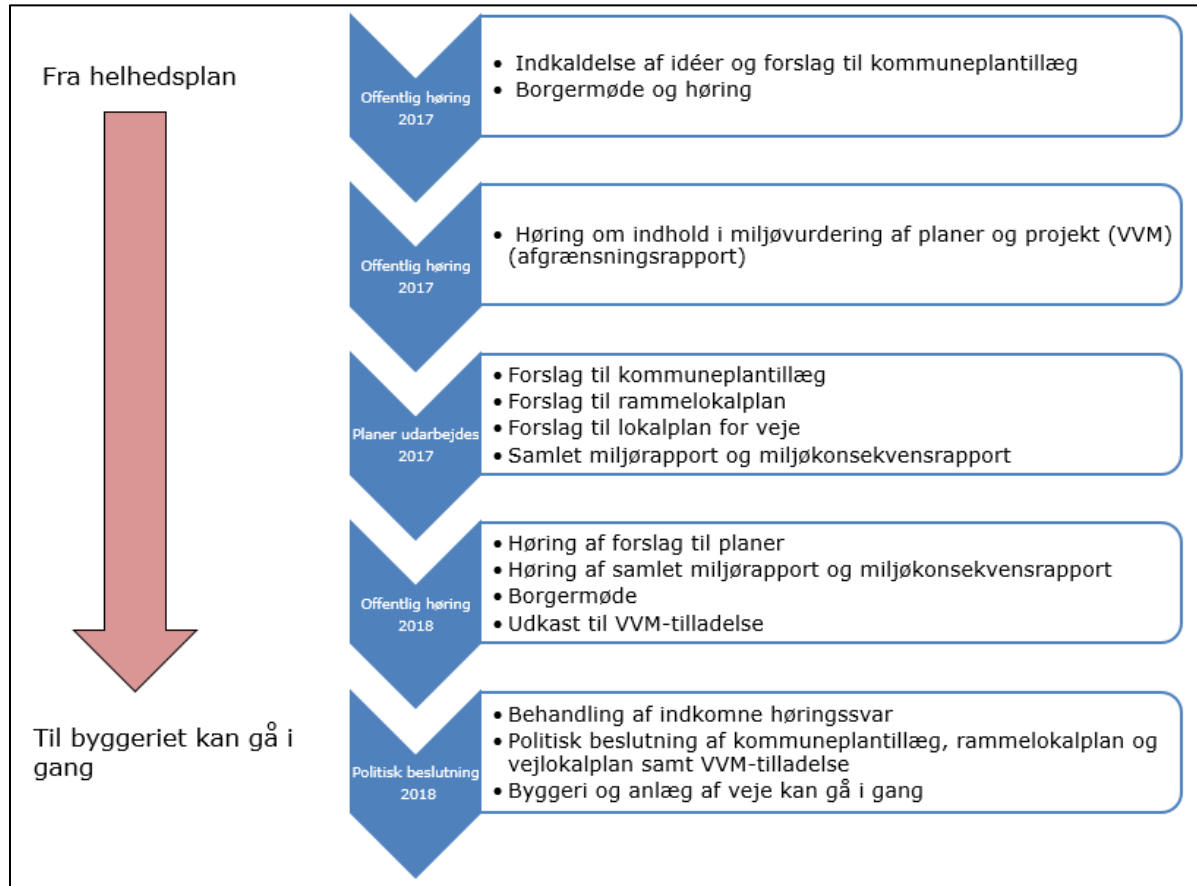 Fra helhedsplan
Offentlig høring
2017
• Indkaldelse af idéer og forslag til kommuneplantillæg
• Borgermøde og høring
Offentlig høring
2017
• Høring om indhold i miljøvurdering af planer og projekt (VVM)
(afgrænsningsrapport)
Planer udarbejdes
2017
• Forslag til kommuneplantillæg
• Forslag til rammelokalplan
• Forslag til lokalplan for veje
• Samlet miljørapport og miljøkonsekvensrapport
Offentlig høring
2018
• Høring af forslag til planer
• Høring af samlet miljørapport og miljøkonsekvensrapport
• Borgermøde
• Udkast til VVM-tilladelse
Til byggeriet kan gå i
gang
Politisk beslutning
2018
• Behandling af indkomne høringssvar
• Politisk beslutning af kommuneplantillæg, rammelokalplan og
vejlokalplan samt VVM-tilladelse
• Byggeri og anlæg af veje kan gå i gang